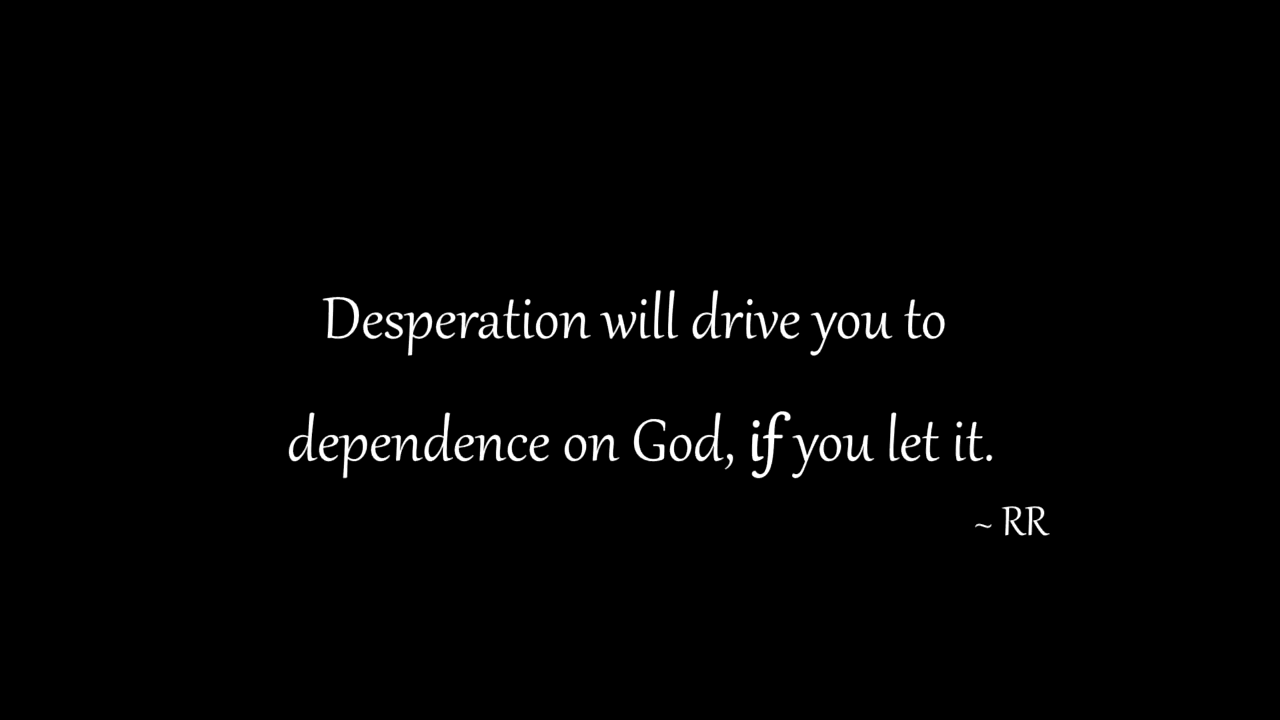 Desperation will drive you to
dependence on God, if you let it.
~ RR